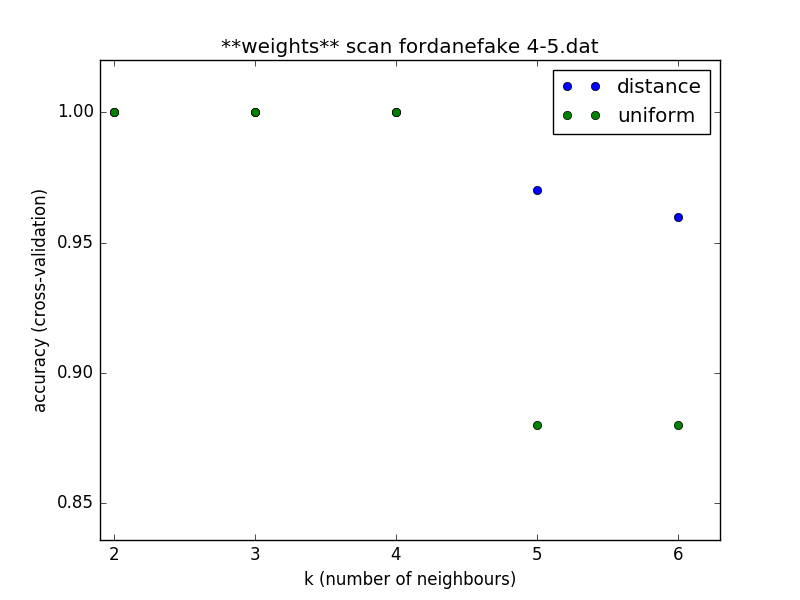 **weights** scan fordanefake 4-5.dat
distance
uniform
1.00
0.95
0.90
0.85
accuracy (cross-validation)
2 3 4 5 6
k (number of neighbours)